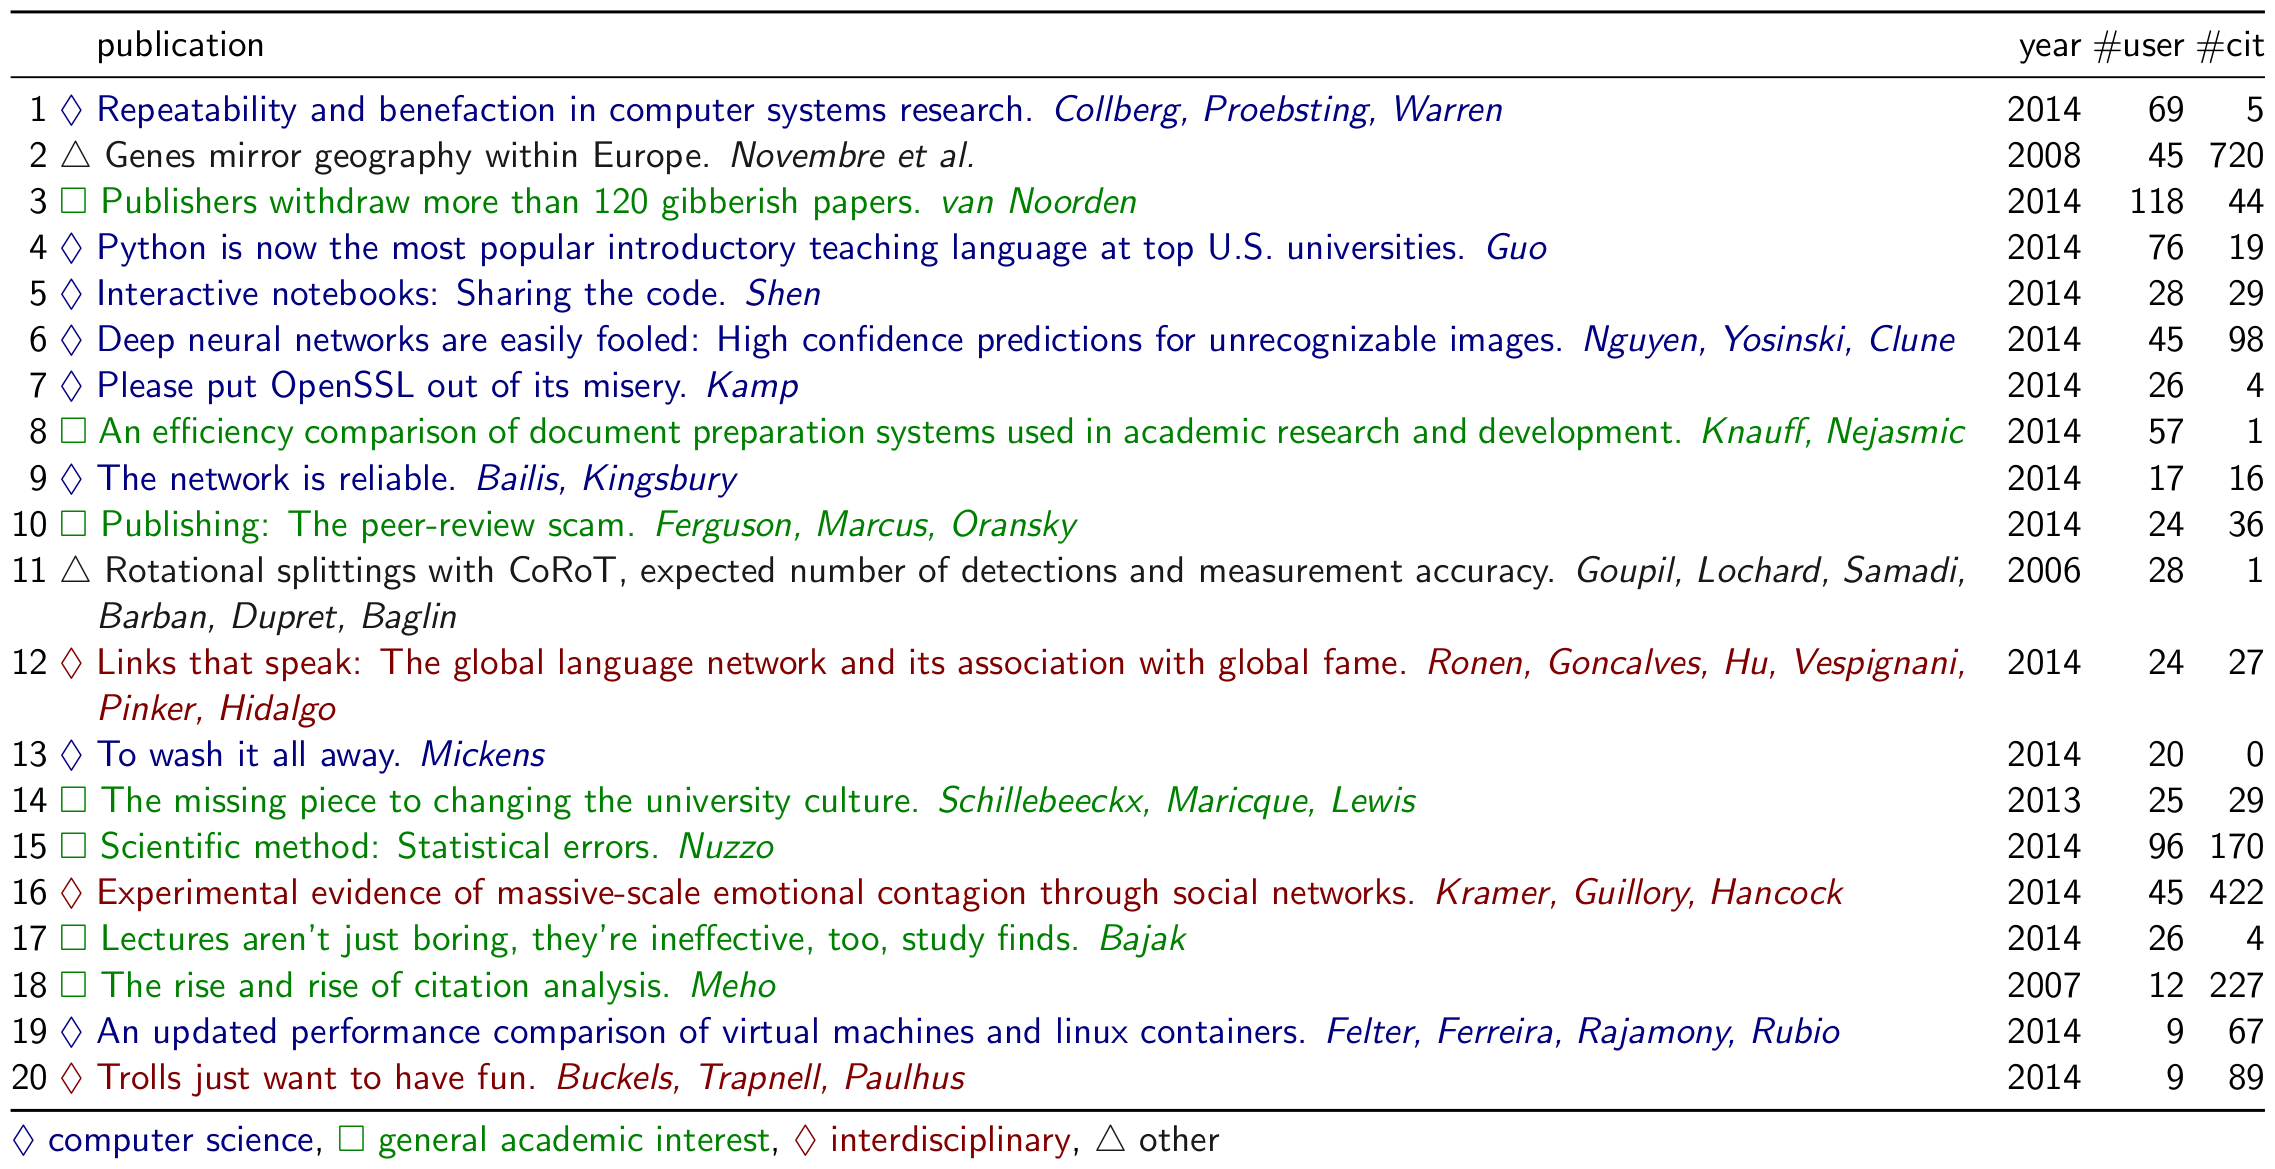 publication year #user #cit
1 ♢ Repeatability and benefaction in computer systems research. Collberg, Proebsting, Warren 2014 69 5
2 △ Genes mirror geography within Europe. Novembre et al. 2008 45 720
3 □ Publishers withdraw more than 120 gibberish papers. van Noorden 2014 118 44
4 ♢ Python is now the most popular introductory teaching language at top U.S. universities. Guo 2014 76 19
5 ♢ Interactive notebooks: Sharing the code. Shen 2014 28 29
6 ♢ Deep neural networks are easily fooled: High confidence predictions for unrecognizable images. Nguyen, Yosinski, Clune 2014 45 98
7 ♢ Please put OpenSSL out of its misery. Kamp 2014 26 4
8 □ An efficiency comparison of document preparation systems used in academic research and development. Knauff, Nejasmic 2014 57 1
9 ♢ The network is reliable. Bailis, Kingsbury 2014 17 16
10 □ Publishing: The peer-review scam. Ferguson, Marcus, Oransky 2014 24 36
11 △ Rotational splittings with CoRoT, expected number of detections and measurement accuracy. Goupil, Lochard, Samadi, 2006 28 1
Barban, Dupret, Baglin
12 ♢ Links that speak: The global language network and its association with global fame. Ronen, Goncalves, Hu, Vespignani, 2014 24 27
Pinker, Hidalgo
13 ♢ To wash it all away. Mickens 2014 20 0
14 □ The missing piece to changing the university culture. Schillebeeckx, Maricque, Lewis 2013 25 29
15 □ Scientific method: Statistical errors. Nuzzo 2014 96 170
16 ♢ Experimental evidence of massive-scale emotional contagion through social networks. Kramer, Guillory, Hancock 2014 45 422
17 □ Lectures aren't just boring, they're ineffective, too, study finds. Bajak 2014 26 4
18 □ The rise and rise of citation analysis. Meho 2007 12 227
19 ♢ An updated performance comparison of virtual machines and linux containers. Felter, Ferreira, Rajamony, Rubio 2014 9 67
20 ♢ Trolls just want to have fun. Buckels, Trapnell, Paulhus 2014 9 89
♢ computer science, □ general academic interest, ♢ interdisciplinary, △ other